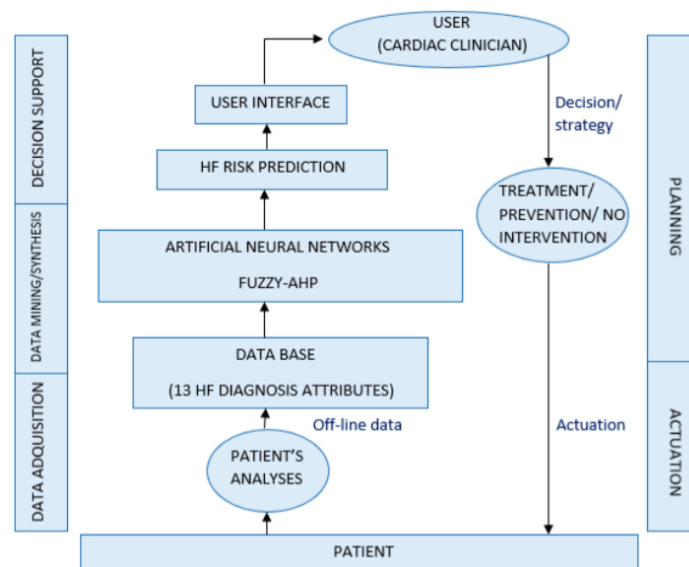 USER
(CARDIAC CLINICIAN)
USER INTERFACE
Decision/
strategy
HF RISK PREDICTION
TREATMENT/
PREVENTION/ NO
INTERVENTION
ARTIFICIAL NEURAL NETWORKS
FUZZY-AHP
DATA BASE
(13 HF DIAGNOSIS ATTRIBUTES)
Off-line data
Actuation
PATIENT'S
ANALYSES
PATIENT
DECISION SUPPORT
DATA MINING/SYNTHESIS
DATA ADQUISITION
PLANNING
ACTUATION